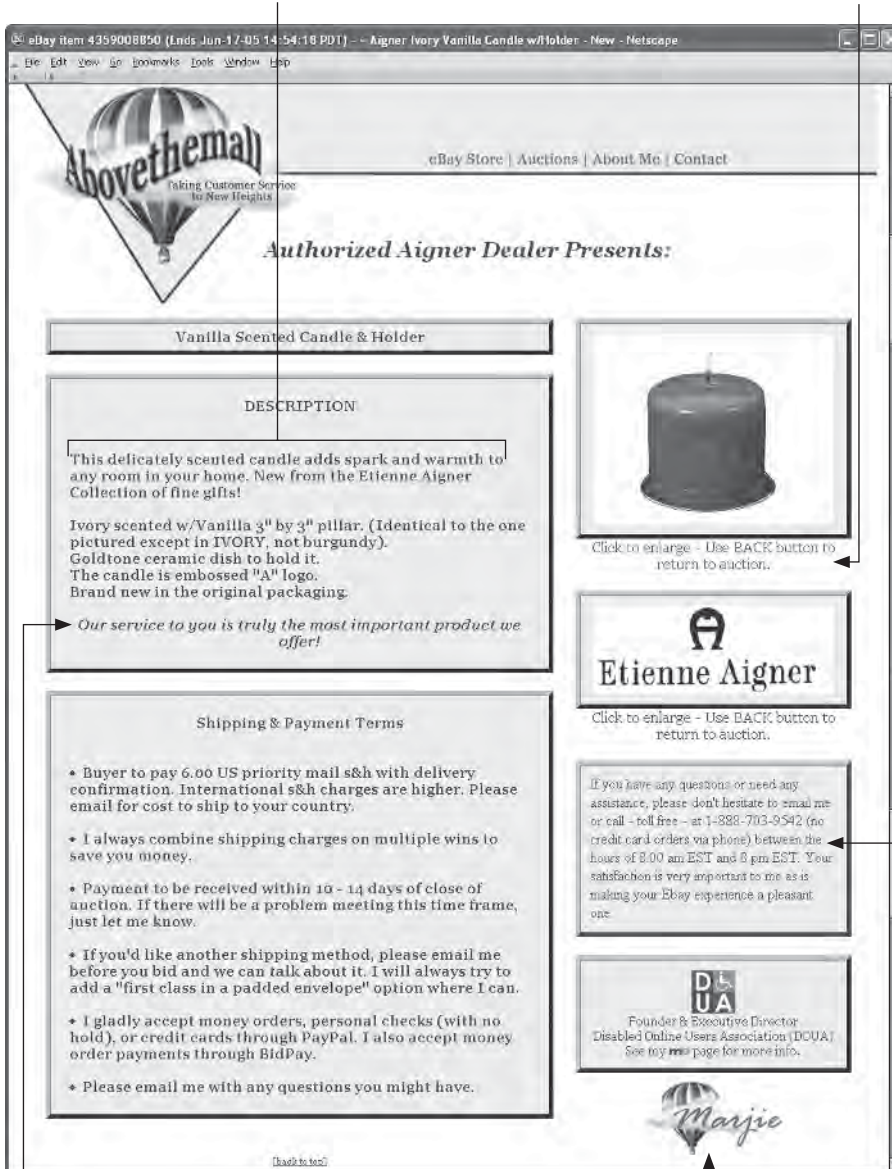 eBay item 4359008850 (Ends Jun-17-05 14:54:18 PDT) - - Aigner Ivory Vanilla Candle w/Holder - New - Netscape
File Edit View Go Bookmarks Tools Window Help
Abovethemall
Taking Customer Service
to New Heights
eBay Store | Auctions | About Me | Contact
Authorized Aigner Dealer Presents:
Vanilla Scented Candle & Holder
DESCRIPTION
This delicately scented candle adds spark and warmth to
any room in your home. New from the Etienne Aigner
Collection of fine gifts!
Ivory scented w/Vanilla 3" by 3" pillar. (Identical to the one
pictured except in IVORY, not burgundy).
Goldtone ceramic dish to hold it.
The candle is embossed "A" logo.
Brand new in the original packaging.
Our service to you is truly the most important product we
offer!
Shipping & Payment Terms
• Buyer to pay 6.00 US priority mail s&h with delivery
confirmation. International s&h charges are higher. Please
email for cost to ship to your country.
• I always combine shipping charges on multiple wins to
save you money.
• Payment to be received within 10 - 14 days of close of
auction. If there will be a problem meeting this time frame,
just let me know.
• If you'd like another shipping method, please email me
before you bid and we can talk about it. I will always try to
add a "first class in a padded envelope" option where I can.
• I gladly accept money orders, personal checks (with no
hold), or credit cards through PayPal. I also accept money
order payments through BidPay.
• Please email me with any questions you might have.
[back to top]
Click to enlarge - Use BACK button to
return to auction.
A
Etienne Aigner
Click to enlarge - Use BACK button to
return to auction.
If you have any questions or need any
assistance, please don't hesitate to email me
or call - toll free - at 1-888-703-9542 (no
credit card orders via phone) between the
hours of 8:00 am EST and 8 pm EST. Your
satisfaction is very important to me as is
making your Ebay experience a pleasant
one.
D
U A
Founder & Executive Director
Disabled Online Users Association (DOUA)
See my me page for more info.
Marjie